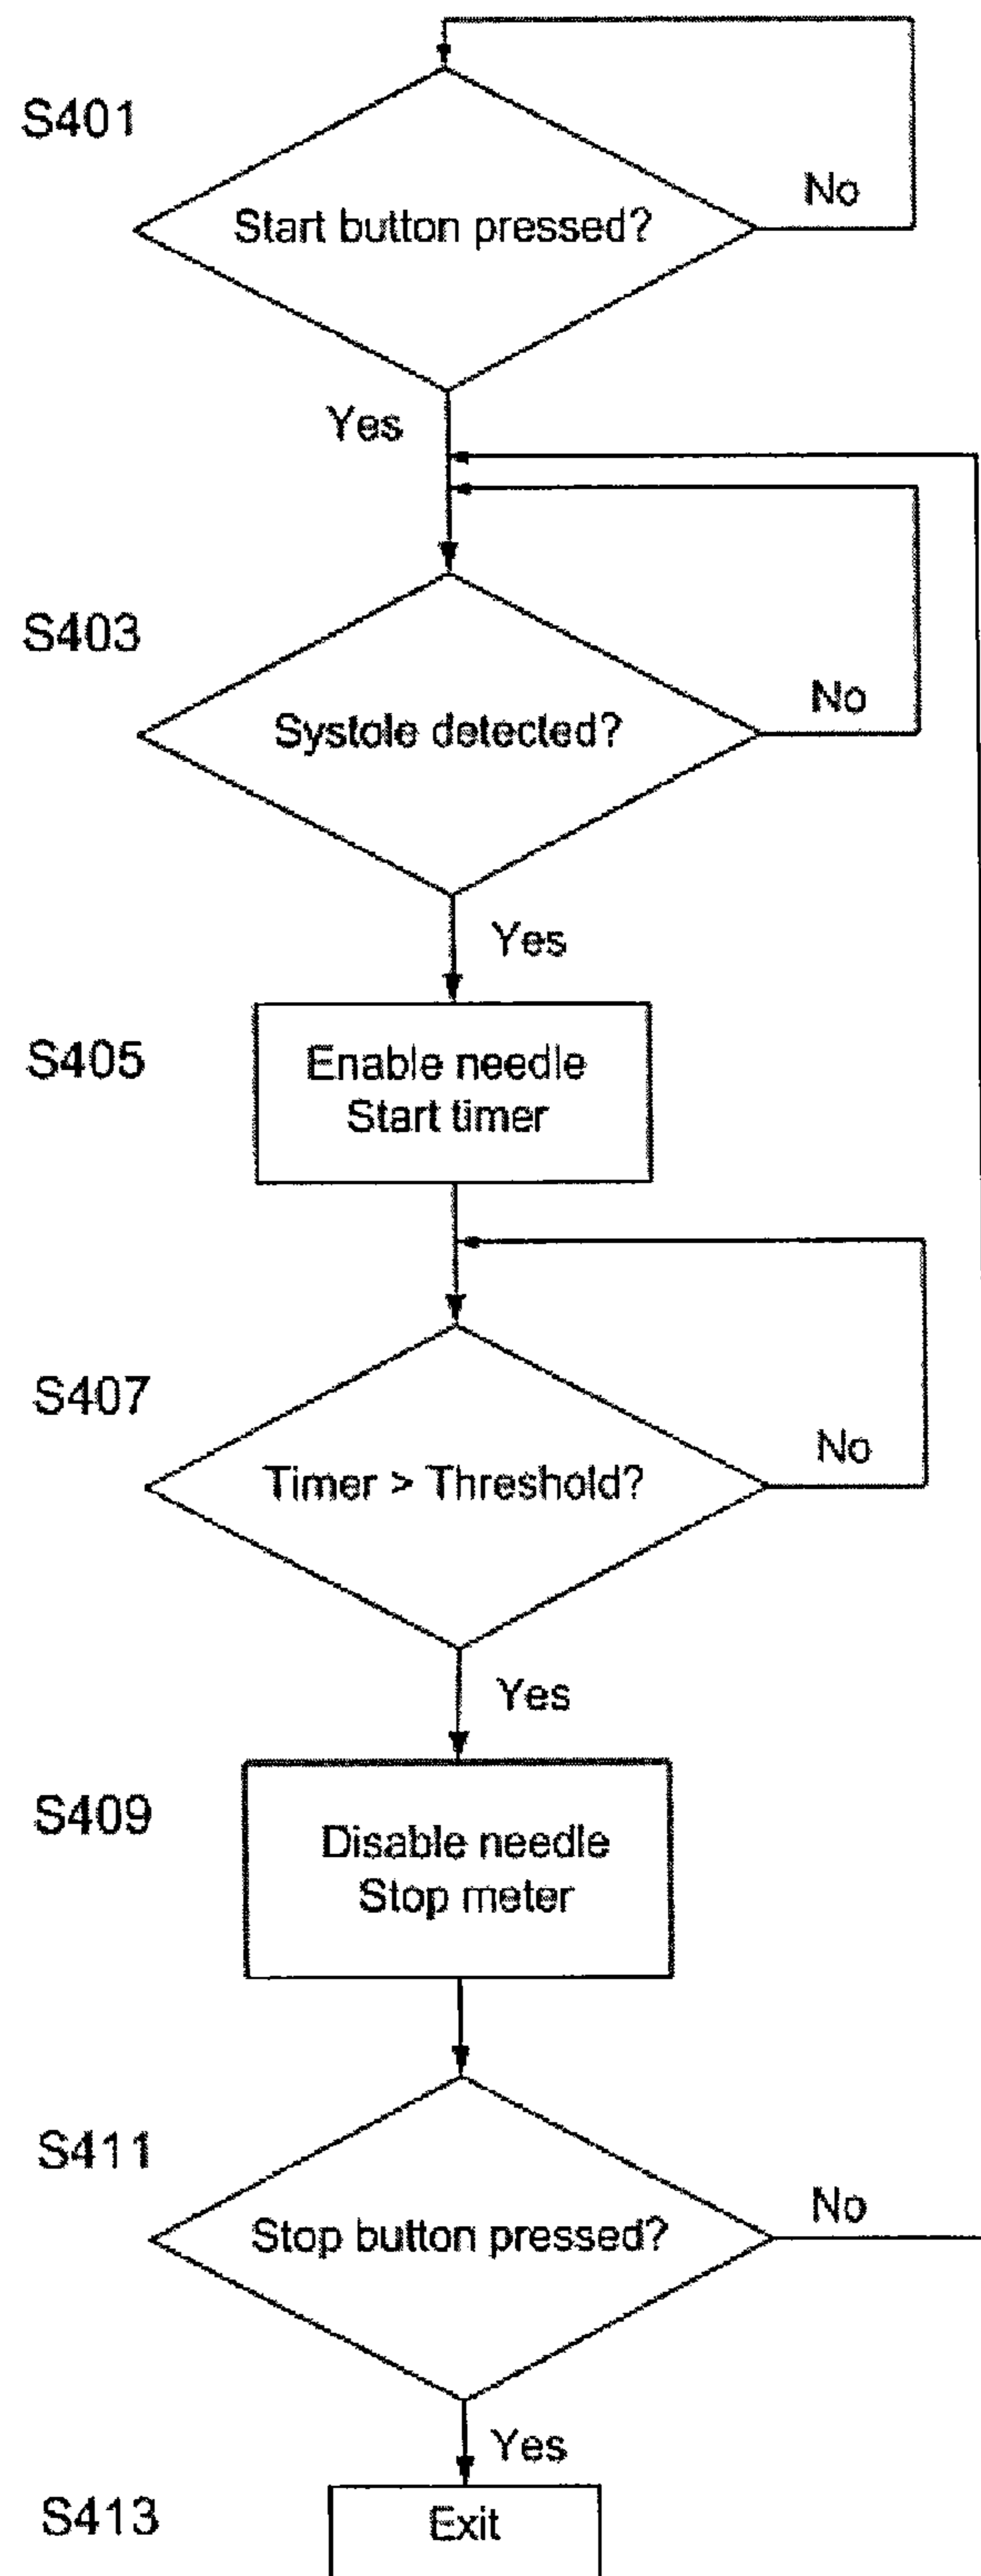 S401
Start button pressed?
No
Yes
S403
Systole detected?
No
Yes
S405
Enable needle
Start timer
S407
Timer > Threshold?
No
Yes
S409
Disable needle
Stop meter
S411
Stop button pressed?
No
Yes
S413
Exit